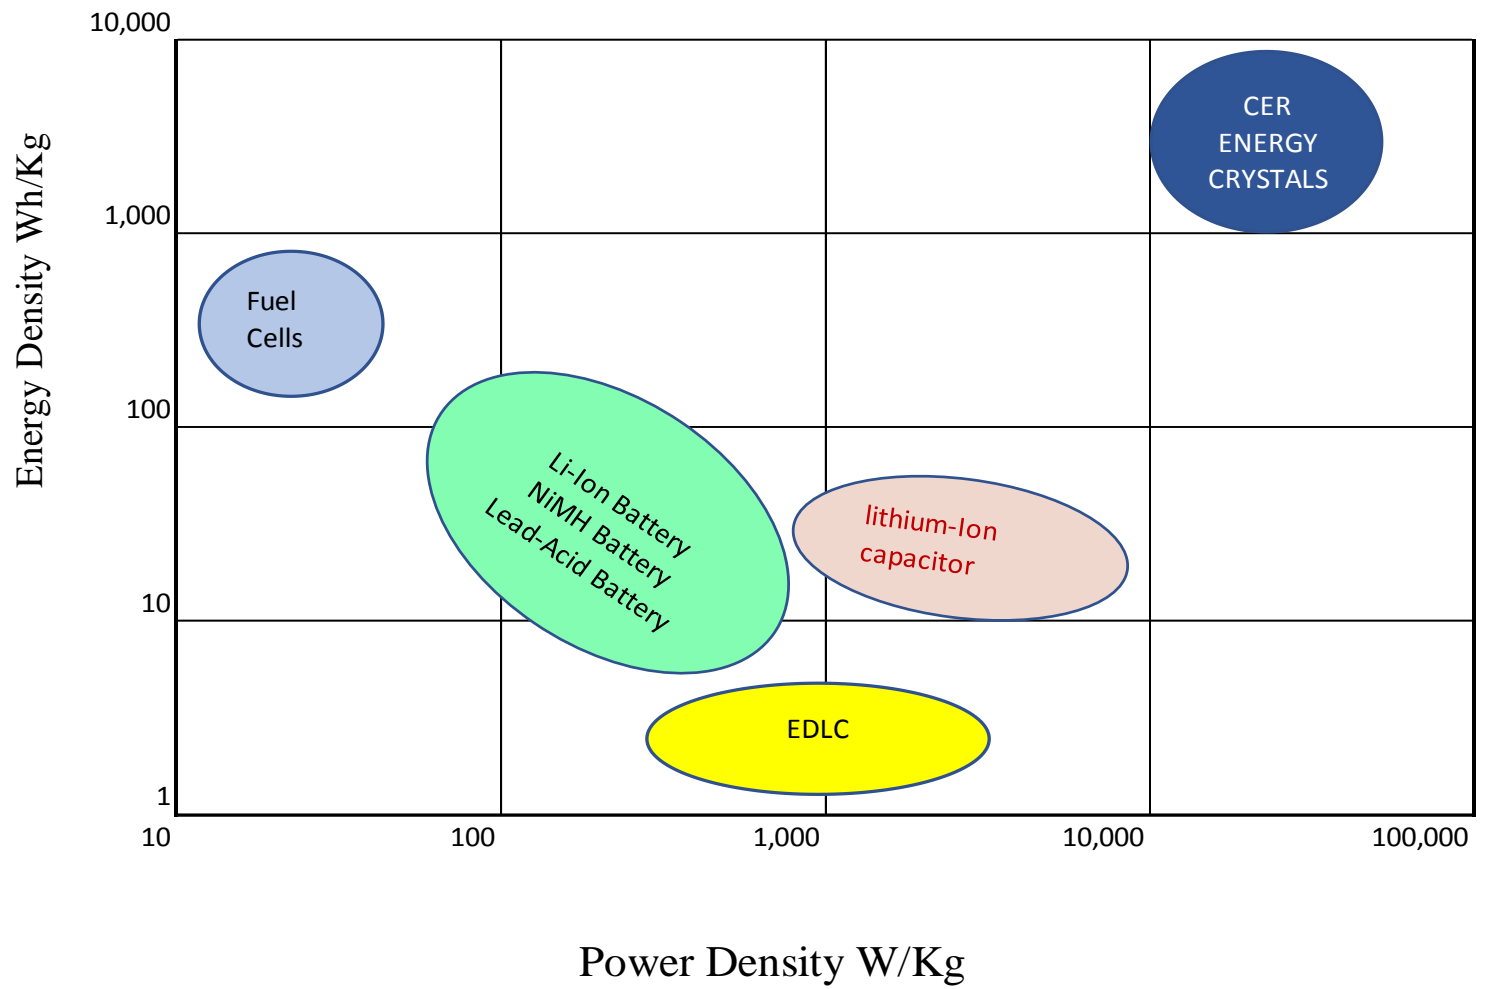 10,000
CER
ENERGY
CRYSTALS
Energy Density Wh/Kg
1,000
Fuel
Cells
100
Li-Ion Battery
NiMH Battery
Lead-Acid Battery
lithium-Ion
capacitor
10
EDLC
1
10
100
1,000
10,000
100,000
Power Density W/Kg